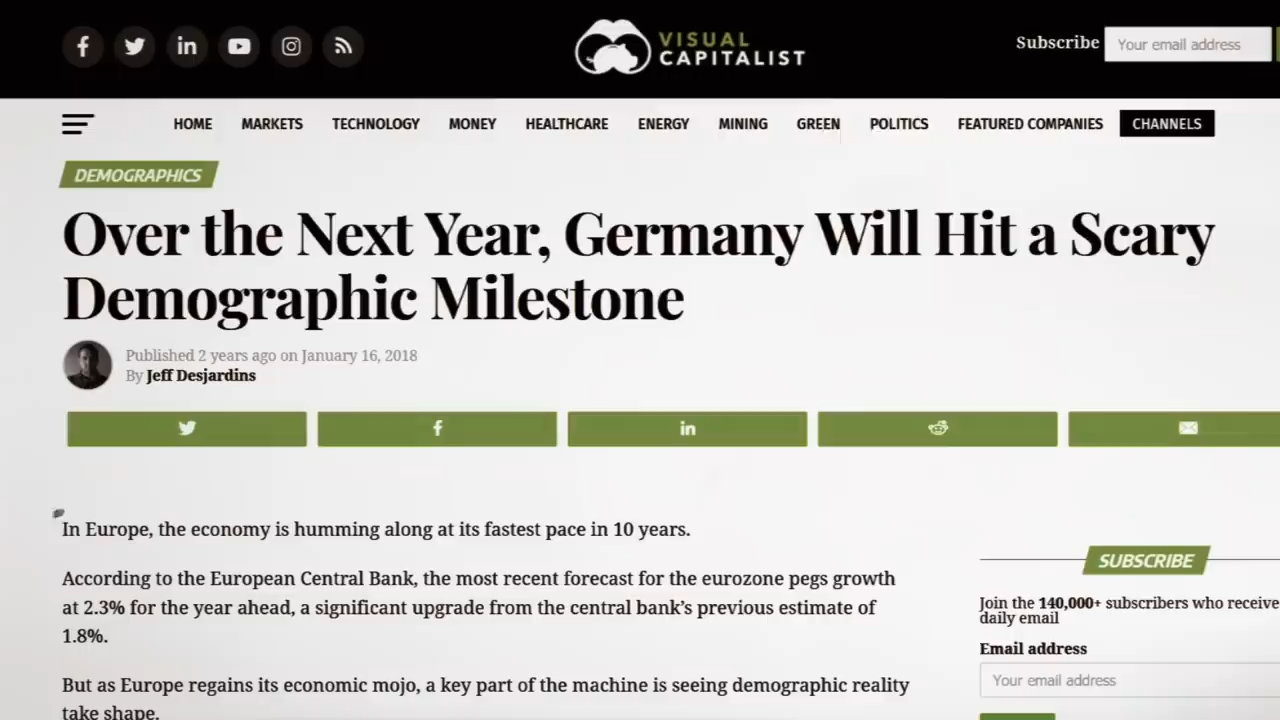 VISUAL
CAPITALIST
Subscribe
Your email address
HOME MARKETS TECHNOLOGY MONEY HEALTHCARE ENERGY MINING GREEN POLITICS FEATURED COMPANIES CHANNELS
DEMOGRAPHICS
Over the Next Year, Germany Will Hit a Scary
Demographic Milestone
Published 2 years ago on January 16, 2018
By Jeff Desjardins
In Europe, the economy is humming along at its fastest pace in 10 years.
According to the European Central Bank, the most recent forecast for the eurozone pegs growth
at 2.3% for the year ahead, a significant upgrade from the central bank’s previous estimate of
1.8%.
But as Europe regains its economic mojo, a key part of the machine is seeing demographic reality
take shape.
SUBSCRIBE
Join the 140,000+ subscribers who receive
daily email
Email address
Your email address